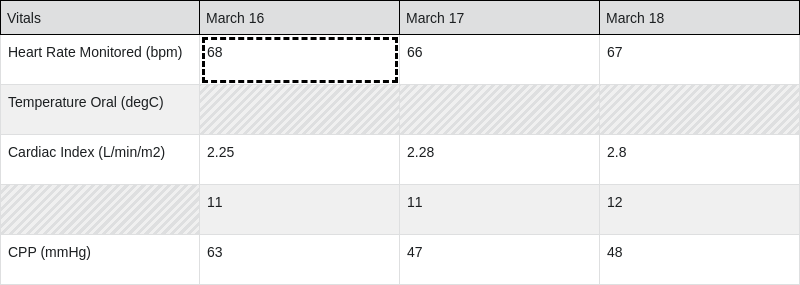 Vitals March 16 March 17 March 18
Heart Rate Monitored (bpm) 68 66 67
Temperature Oral (degC)
Cardiac Index (L/min/m2) 2.25 2.28 2.8
11 11 12
CPP (mmHg) 63 47 48